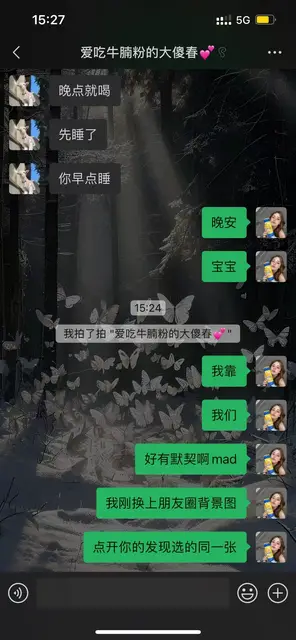 15:27
5G
爱吃牛腩粉的大傻春💕
晚点就喝
先睡了
你早点睡
晚安
宝宝
15:24
我拍了拍 "爱吃牛腩粉的大傻春💕"
我靠
我们
好有默契啊mad
我刚换上朋友圈背景图
点开你的发现选的同一张